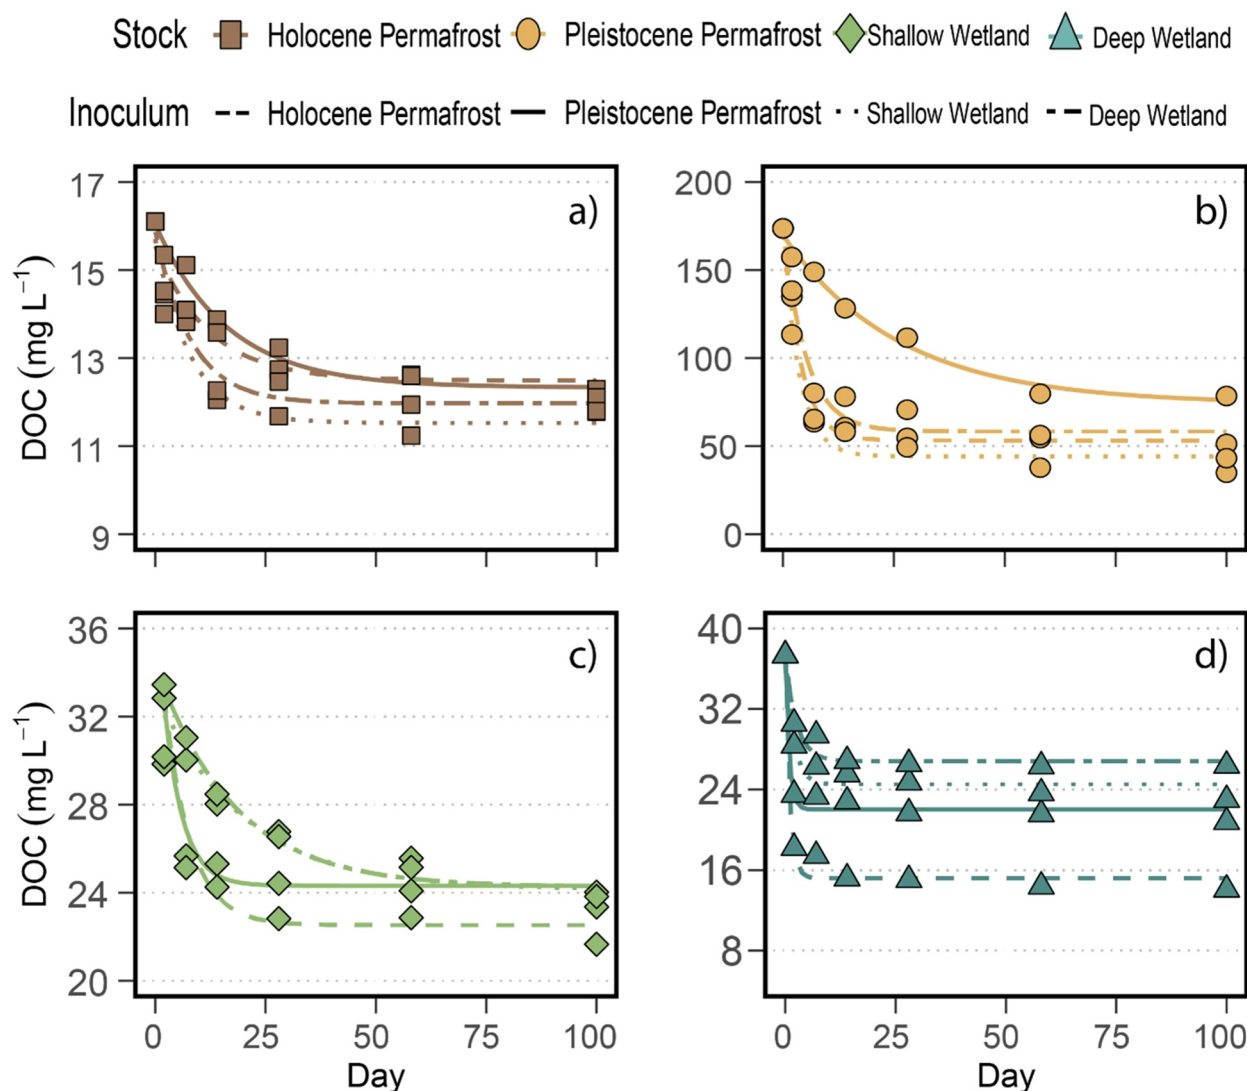 Stock Holocene Permafrost Pleistocene Permafrost Shallow Wetland Deep Wetland
Inoculum Holocene Permafrost Pleistocene Permafrost Shallow Wetland Deep Wetland
a)
17
15
13
11
9
DOC (mg L⁻¹)
b)
200
150
100
50
0
c)
36
32
28
24
20
DOC (mg L⁻¹)
0 25 50 75 100
Day
d)
40
32
24
16
8
0 25 50 75 100
Day